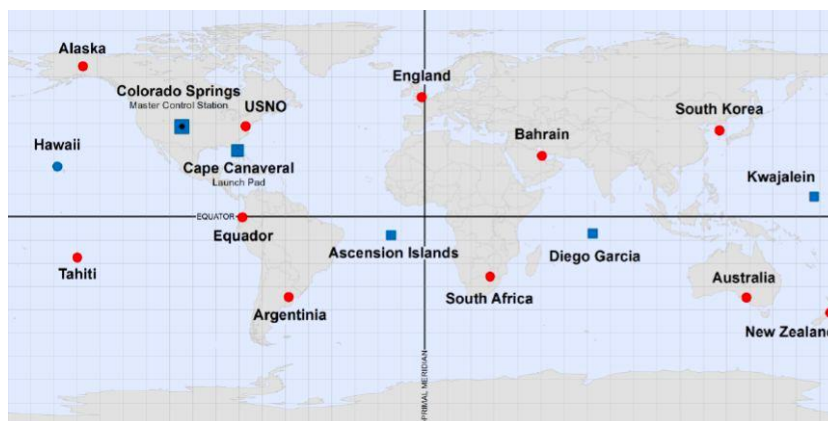 Alaska
England
Colorado Springs
Master Control Station
USNO
South Korea
Bahrain
Hawaii
Cape Canaveral
Launch Pad
Kwajalein
EQUATOR
Equador
Ascension Islands
Diego Garcia
Tahiti
Australia
South Africa
Argentinia
New Zealand
PRIMAL MERIDIAN